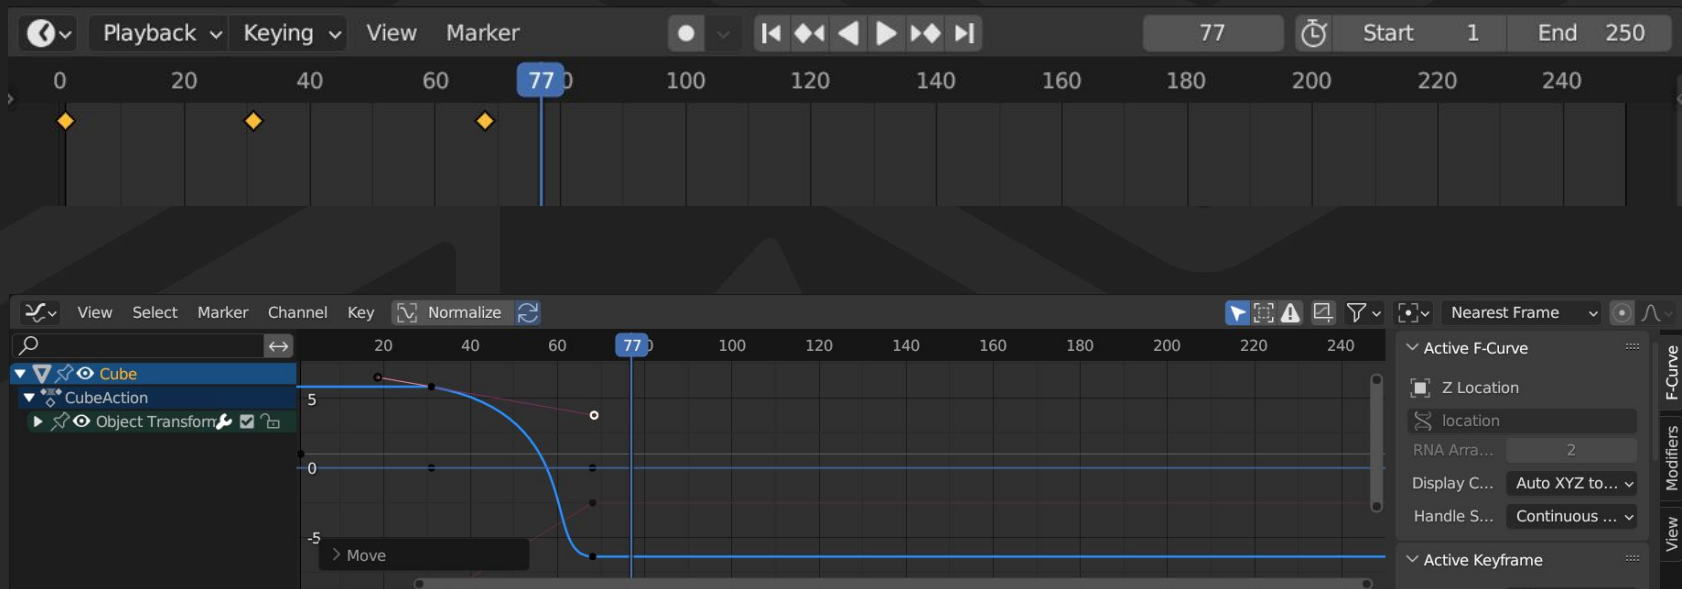 Playback Keying View Marker 77 Start 1 End 250
0 20 40 60 77 0 100 120 140 160 180 200 220 240
View Select Marker Channel Key Normalize Nearest Frame
20 40 60 77 100 120 140 160 180 200 220 240
Active F-Curve
F-Curve
Cube
Z Location
CubeAction
5
location
Object Transform
RNA Arra... 2
Modifiers
0
Display C... Auto XYZ to...
Handle S... Continuous ...
View
-5
Move
Active Keyframe